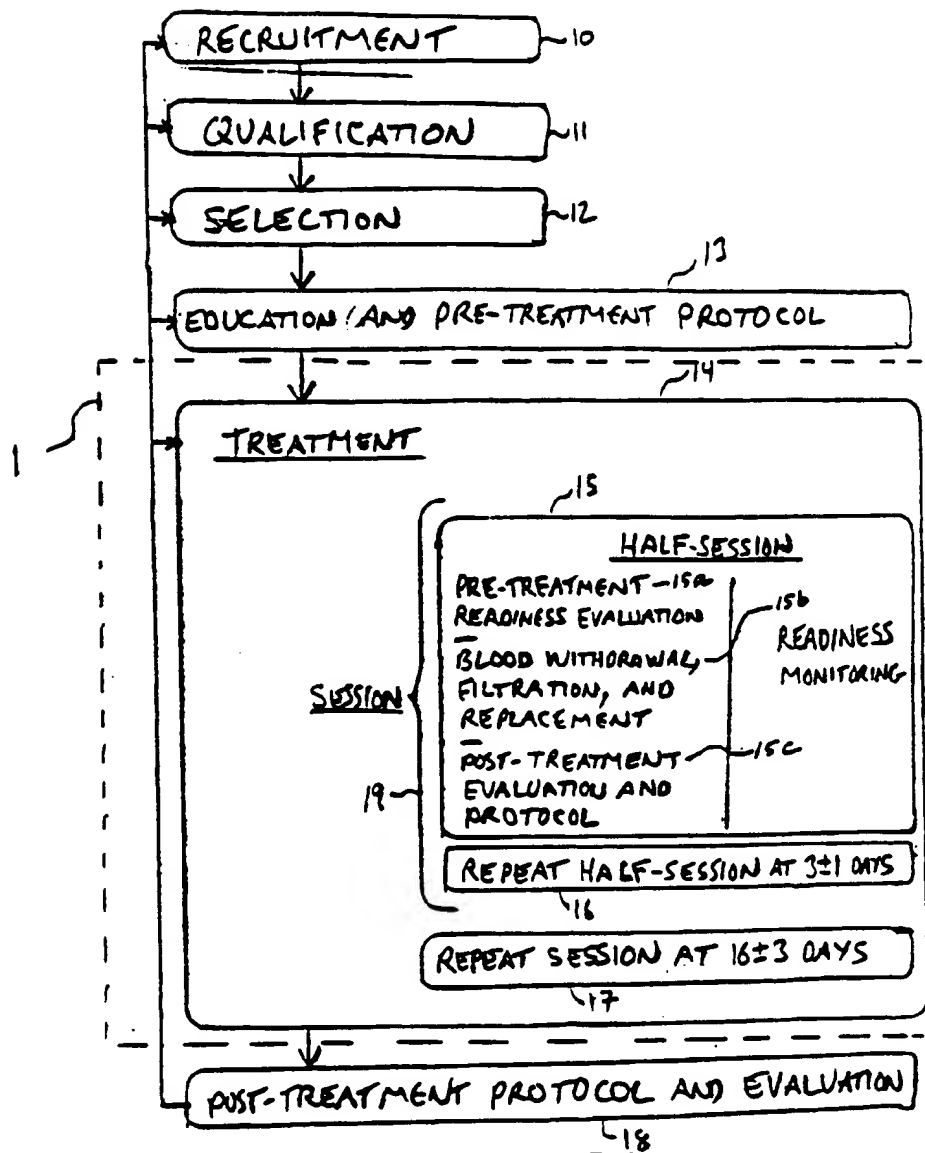 RECRUITMENT 10
QUALIFICATION 11
SELECTION 12
13
EDUCATION/AND PRE-TREATMENT PROTOCOL
14
1
TREATMENT
15
HALF-SESSION
PRE-TREATMENT 15a
READINESS EVALUATION
15b
BLOOD WITHDRAWAL,
FILTRATION, AND
REPLACEMENT
READINESS
MONITORING
SESSION
POST-TREATMENT 15c
EVALUATION AND
PROTOCOL
19
REPEAT HALF-SESSION AT 3±1 DAYS
16
REPEAT SESSION AT 16±3 DAYS
17
POST-TREATMENT PROTOCOL AND EVALUATION
18